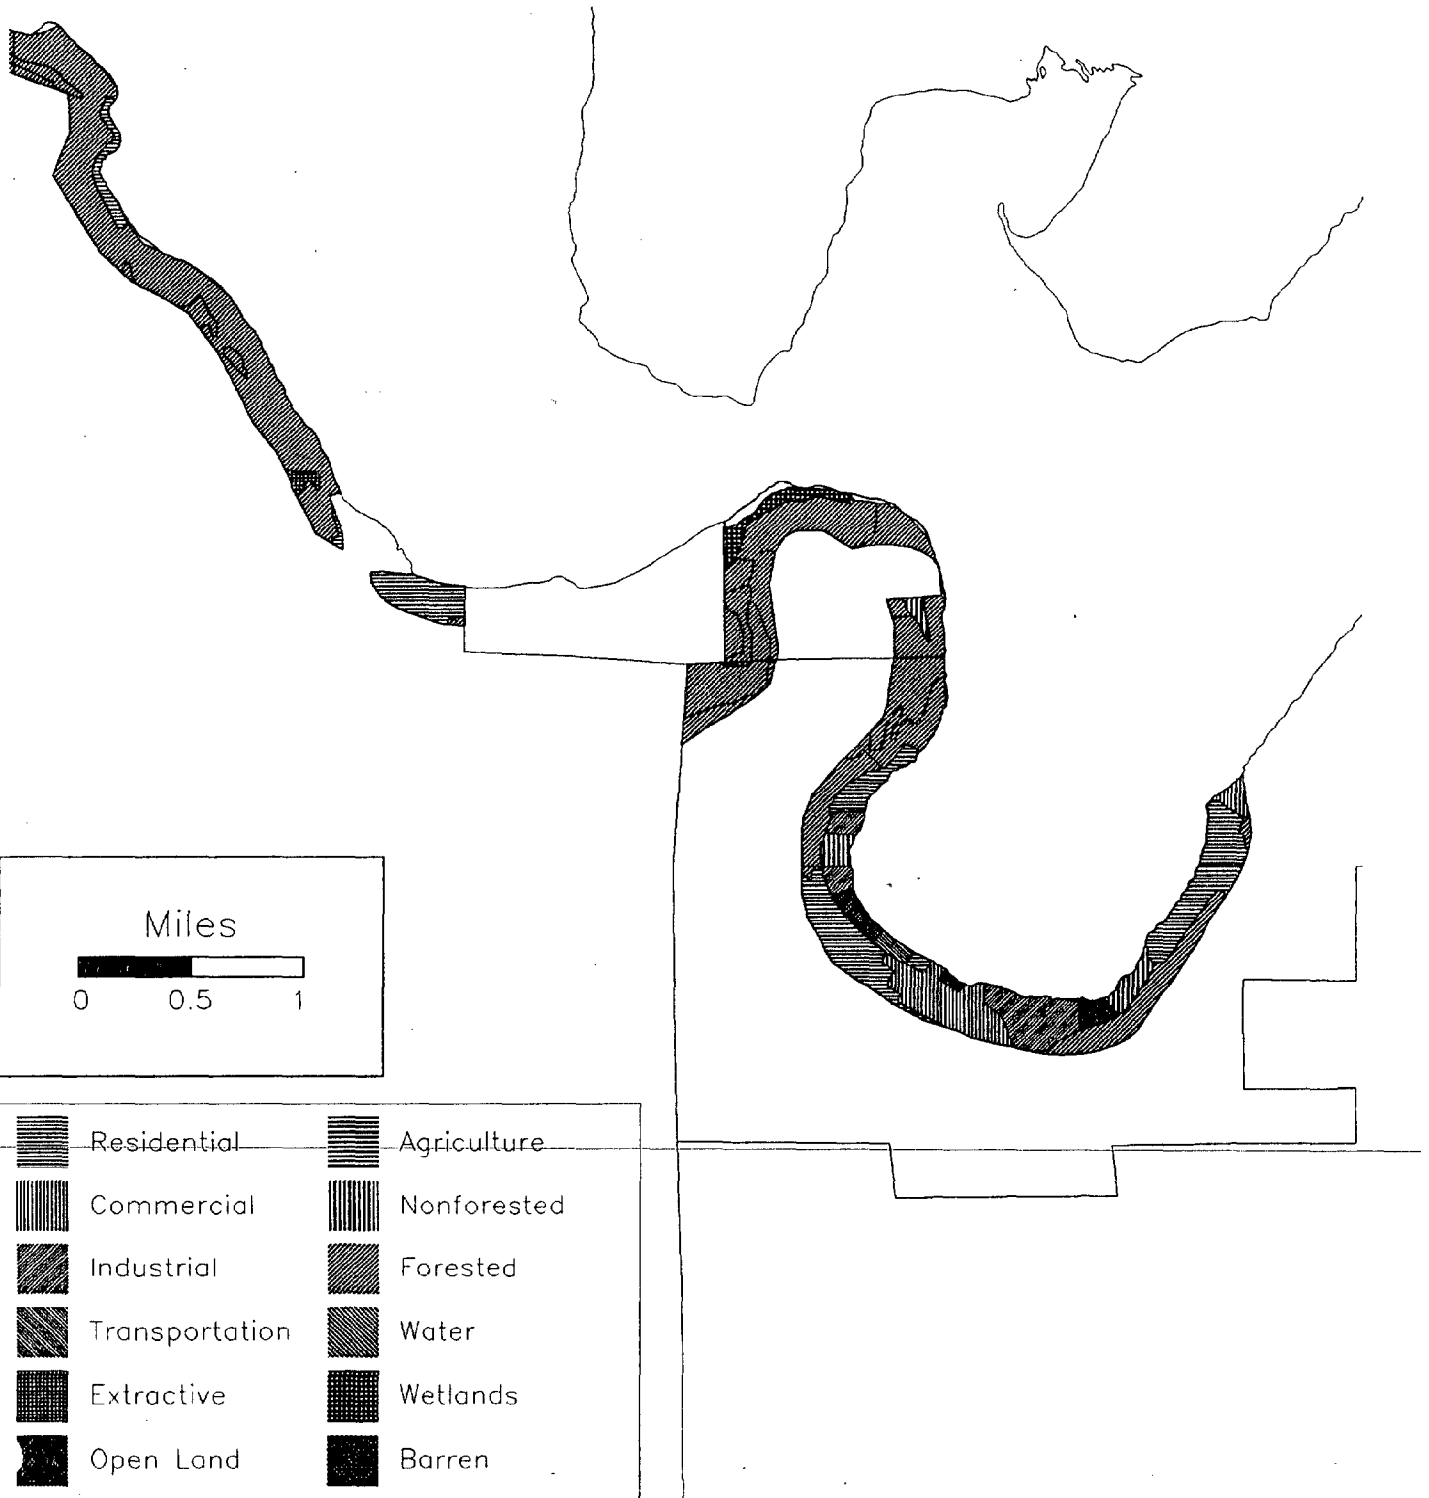 Miles
0 0.5 1
Residential Agriculture
Commercial Nonforested
Industrial Forested
Transportation Water
Extractive Wetlands
Open Land Barren